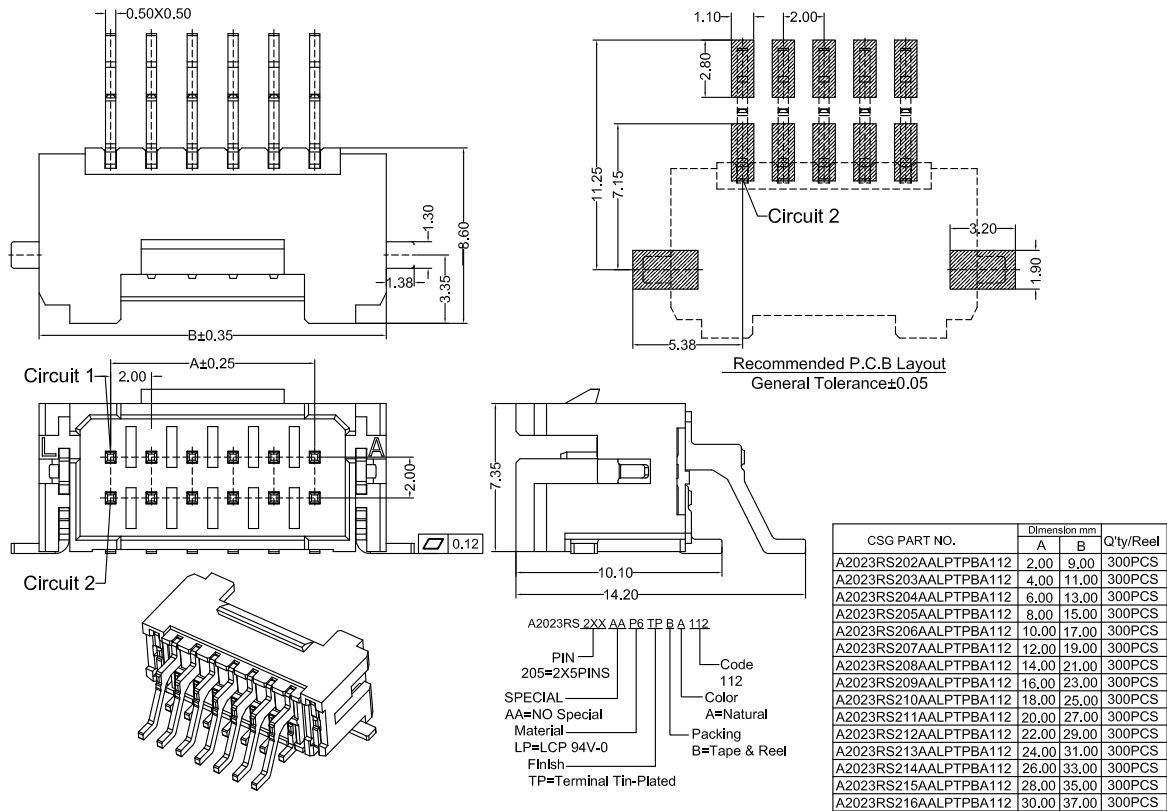 0.50X0.50
1.30
8.60
1.38
3.35
B±0.35
1.10
2.00
2.80
11.25
7.15
Circuit 2
3.20
1.90
5.38
Recommended P.C.B Layout
General Tolerance±0.05
A±0.25
Circuit 1
2.00
L
A
2.00
0.12
Circuit 2
7.35
10.10
14.20
A2023RS 2XX AA P6 TP B A 112
PIN
205=2X5PINS
SPECIAL
AA=NO Special
Material
LP=LCP 94V-0
Finish
TP=Terminal Tin-Plated
Code
112
Color
A=Natural
Packing
B=Tape & Reel
CSG PART NO. Dimension mm Q'ty/Reel
A B
A2023RS202AALPTPBA112 2.00 9.00 300PCS
A2023RS203AALPTPBA112 4.00 11.00 300PCS
A2023RS204AALPTPBA112 6.00 13.00 300PCS
A2023RS205AALPTPBA112 8.00 15.00 300PCS
A2023RS206AALPTPBA112 10.00 17.00 300PCS
A2023RS207AALPTPBA112 12.00 19.00 300PCS
A2023RS208AALPTPBA112 14.00 21.00 300PCS
A2023RS209AALPTPBA112 16.00 23.00 300PCS
A2023RS210AALPTPBA112 18.00 25.00 300PCS
A2023RS211AALPTPBA112 20.00 27.00 300PCS
A2023RS212AALPTPBA112 22.00 29.00 300PCS
A2023RS213AALPTPBA112 24.00 31.00 300PCS
A2023RS214AALPTPBA112 26.00 33.00 300PCS
A2023RS215AALPTPBA112 28.00 35.00 300PCS
A2023RS216AALPTPBA112 30.00 37.00 300PCS